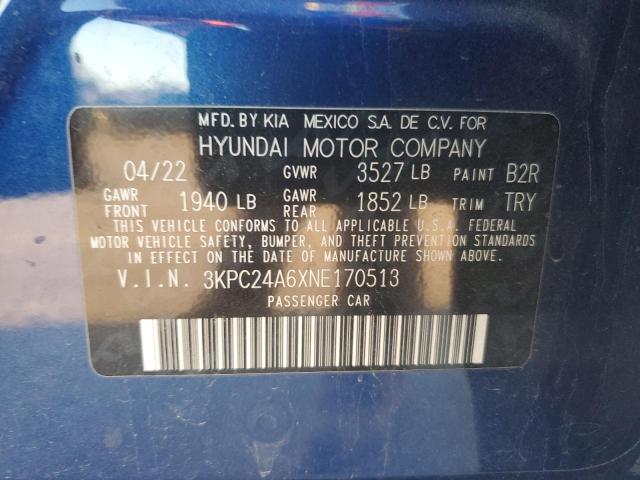 MFD. BY KIA MEXICO S.A. DE C.V. FOR
HYUNDAI MOTOR COMPANY
04/22 GVWR 3527 LB PAINT B2R
GAWR FRONT 1940 LB GAWR REAR 1852 LB TRIM TRY
THIS VEHICLE CONFORMS TO ALL APPLICABLE U.S.A. FEDERAL
MOTOR VEHICLE SAFETY, BUMPER, AND THEFT PREVENTION STANDARDS
IN EFFECT ON THE DATE OF MANUFACTURE SHOWN ABOVE.
V.I.N. 3KPC24A6XNE170513
PASSENGER CAR